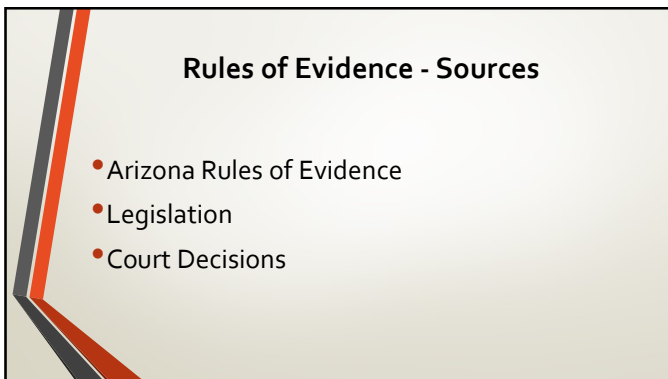 Rules of Evidence - Sources
•Arizona Rules of Evidence
•Legislation
•Court Decisions